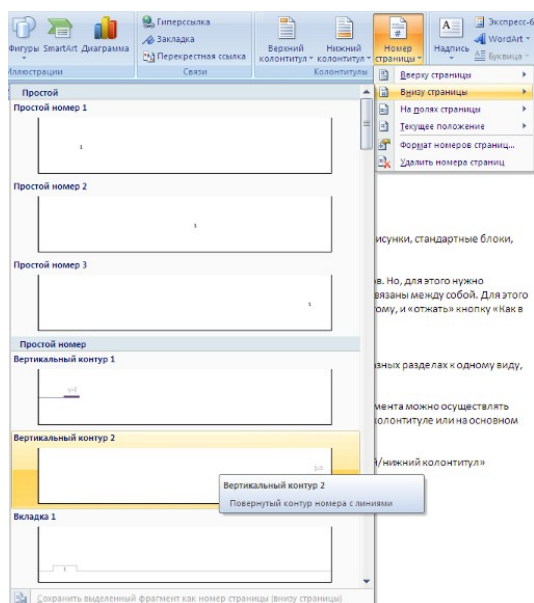 Гиперссылка
Закладка
Перекрестная ссылка
Фигуры SmartArt Диаграмма
Верхний колонтитул
Нижний колонтитул
Номер страницы
Надпись
Экспресс-б
WordArt
Буквица
Иллюстрации
Связи
Колонтитулы
Вверху страницы
Внизу страницы
На полях страницы
Текущее положение
Формат номеров страниц...
Удалить номера страниц
Простой
Простой номер 1
1
Простой номер 2
1
Простой номер 3
1
Простой номер
Вертикальный контур 1
Вертикальный контур 2
Вертикальный контур 2
Повернутый контур номера с линиями
Вкладка 1
1
Сохранить выделенный фрагмент как номер страницы (внизу страницы)
исунки, стандартные блоки,
в. Но, для этого нужно
вязаны между собой. Для этого
тому, и «отжать» кнопку «Как в
азных разделах к одному виду,
мента можно осуществлять
колонтитуле или на основном
й/нижний колонтитул»